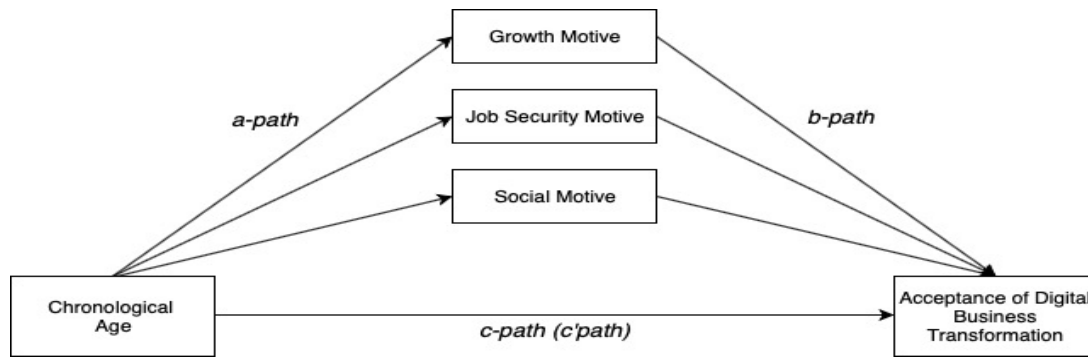 Growth Motive
a-path
Job Security Motive
b-path
Social Motive
Chronological
Age
c-path (c'path)
Acceptance of Digital
Business
Transformation